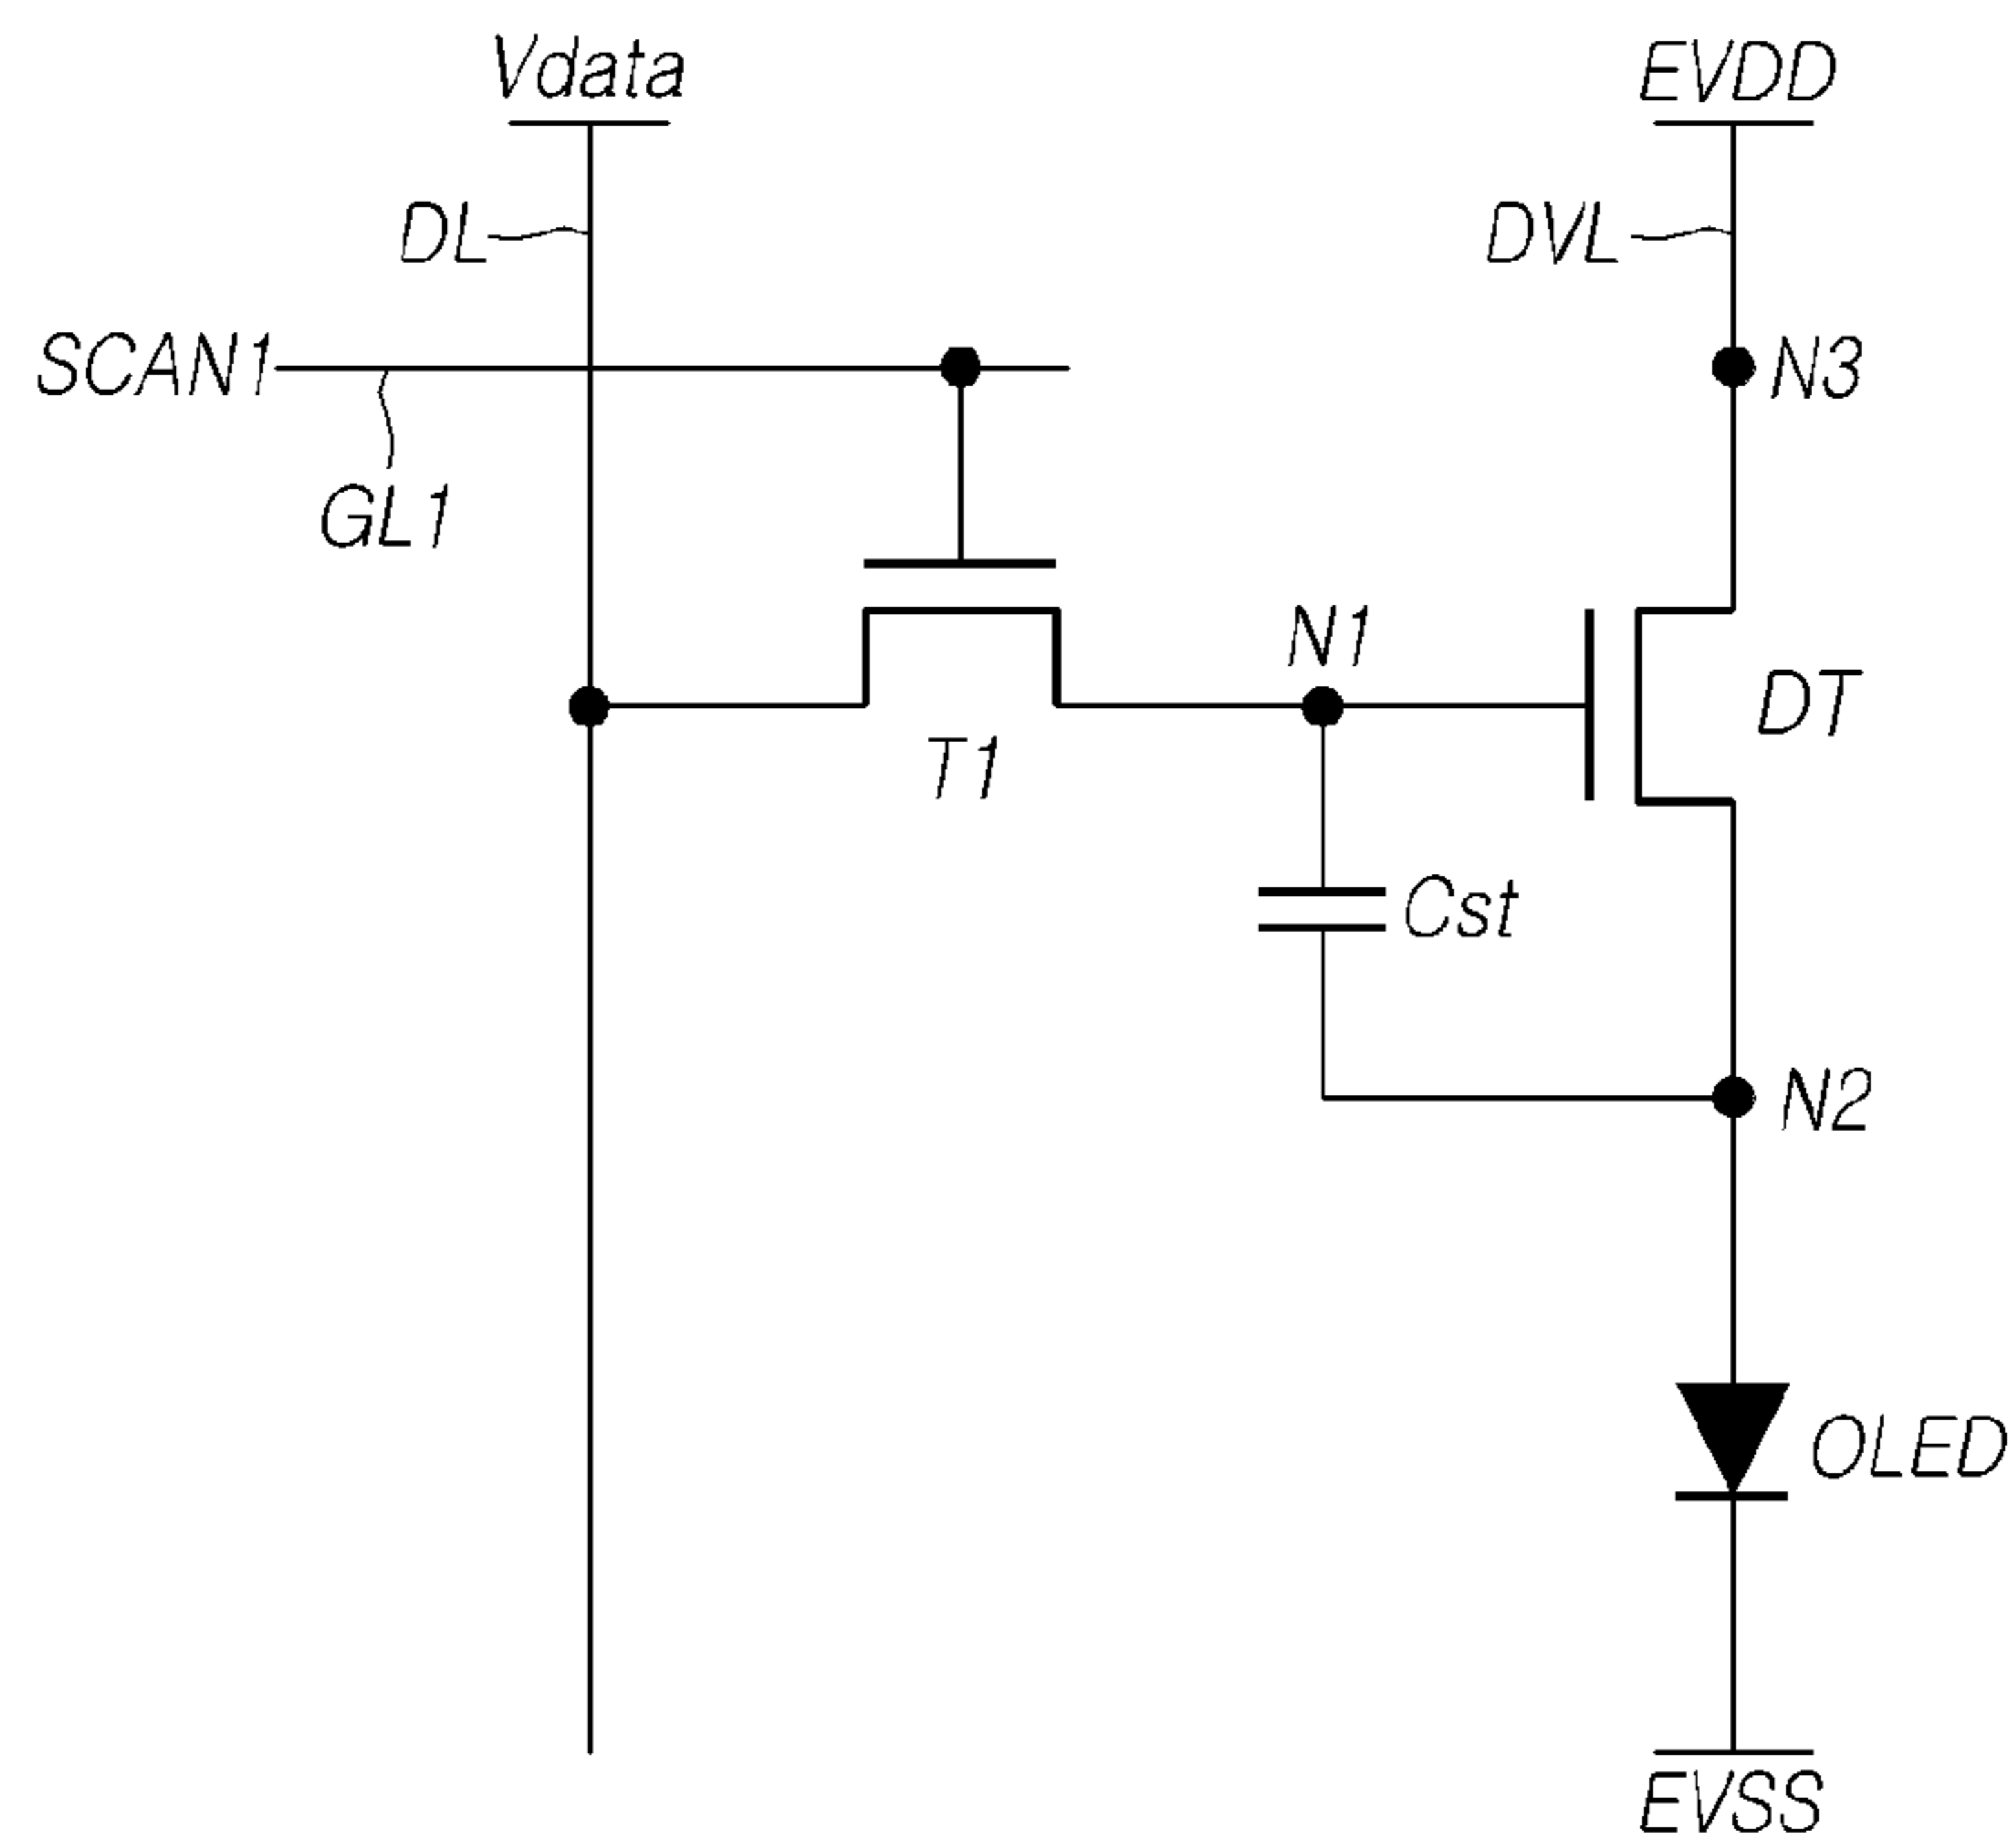 Vdata
EVDD
DL
DVL
SCAN1
N3
GL1
N1
DT
T1
Cst
N2
OLED
EVSS